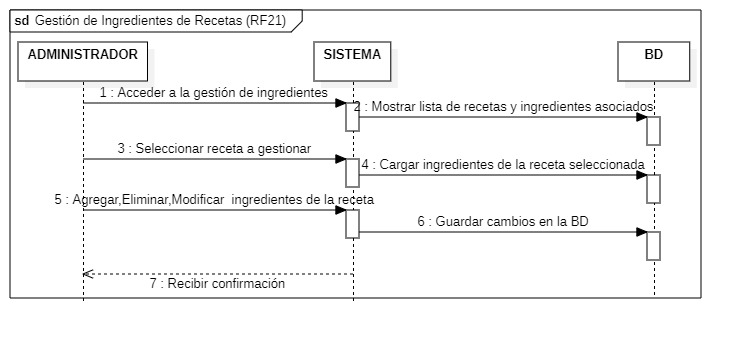 sd Gestión de Ingredientes de Recetas (RF21)
ADMINISTRADOR
SISTEMA
BD
1 : Acceder a la gestión de ingredientes
2 : Mostrar lista de recetas y ingredientes asociados
3 : Seleccionar receta a gestionar
4 : Cargar ingredientes de la receta seleccionada
5 : Agregar,Eliminar,Modificar  ingredientes de la receta
6 : Guardar cambios en la BD
7 : Recibir confirmación